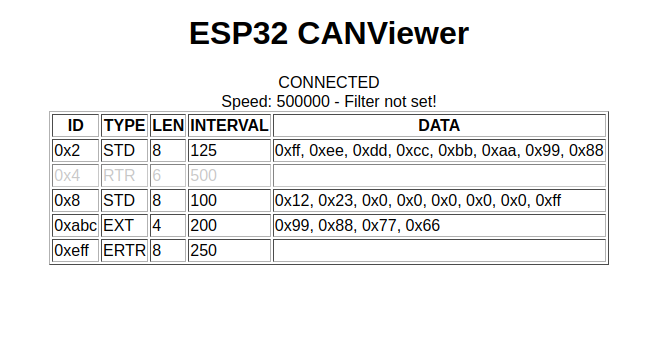 ESP32 CANViewer
CONNECTED
Speed: 500000 - Filter not set!
ID TYPE LEN INTERVAL DATA
0x2 STD 8 125 0xff, 0xee, 0xdd, 0xcc, 0xbb, 0xaa, 0x99, 0x88
0x4 RTR 6 500
0x8 STD 8 100 0x12, 0x23, 0x0, 0x0, 0x0, 0x0, 0x0, 0xff
0xabc EXT 4 200 0x99, 0x88, 0x77, 0x66
0xeff ERTR 8 250